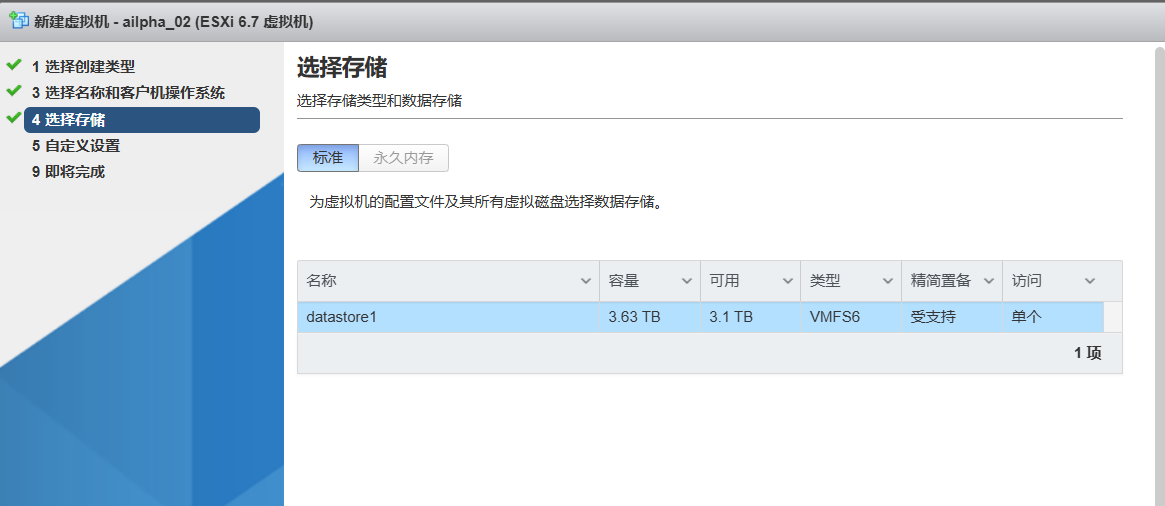 新建虚拟机 - ailpha_02 (ESXi 6.7 虚拟机)
1 选择创建类型
3 选择名称和客户机操作系统
4 选择存储
5 自定义设置
9 即将完成
选择存储
选择存储类型和数据存储
标准 永久内存
为虚拟机的配置文件及其所有虚拟磁盘选择数据存储。
名称 容量 可用 类型 精简置备 访问
datastore1 3.63 TB 3.1 TB VMFS6 受支持 单个
1 项